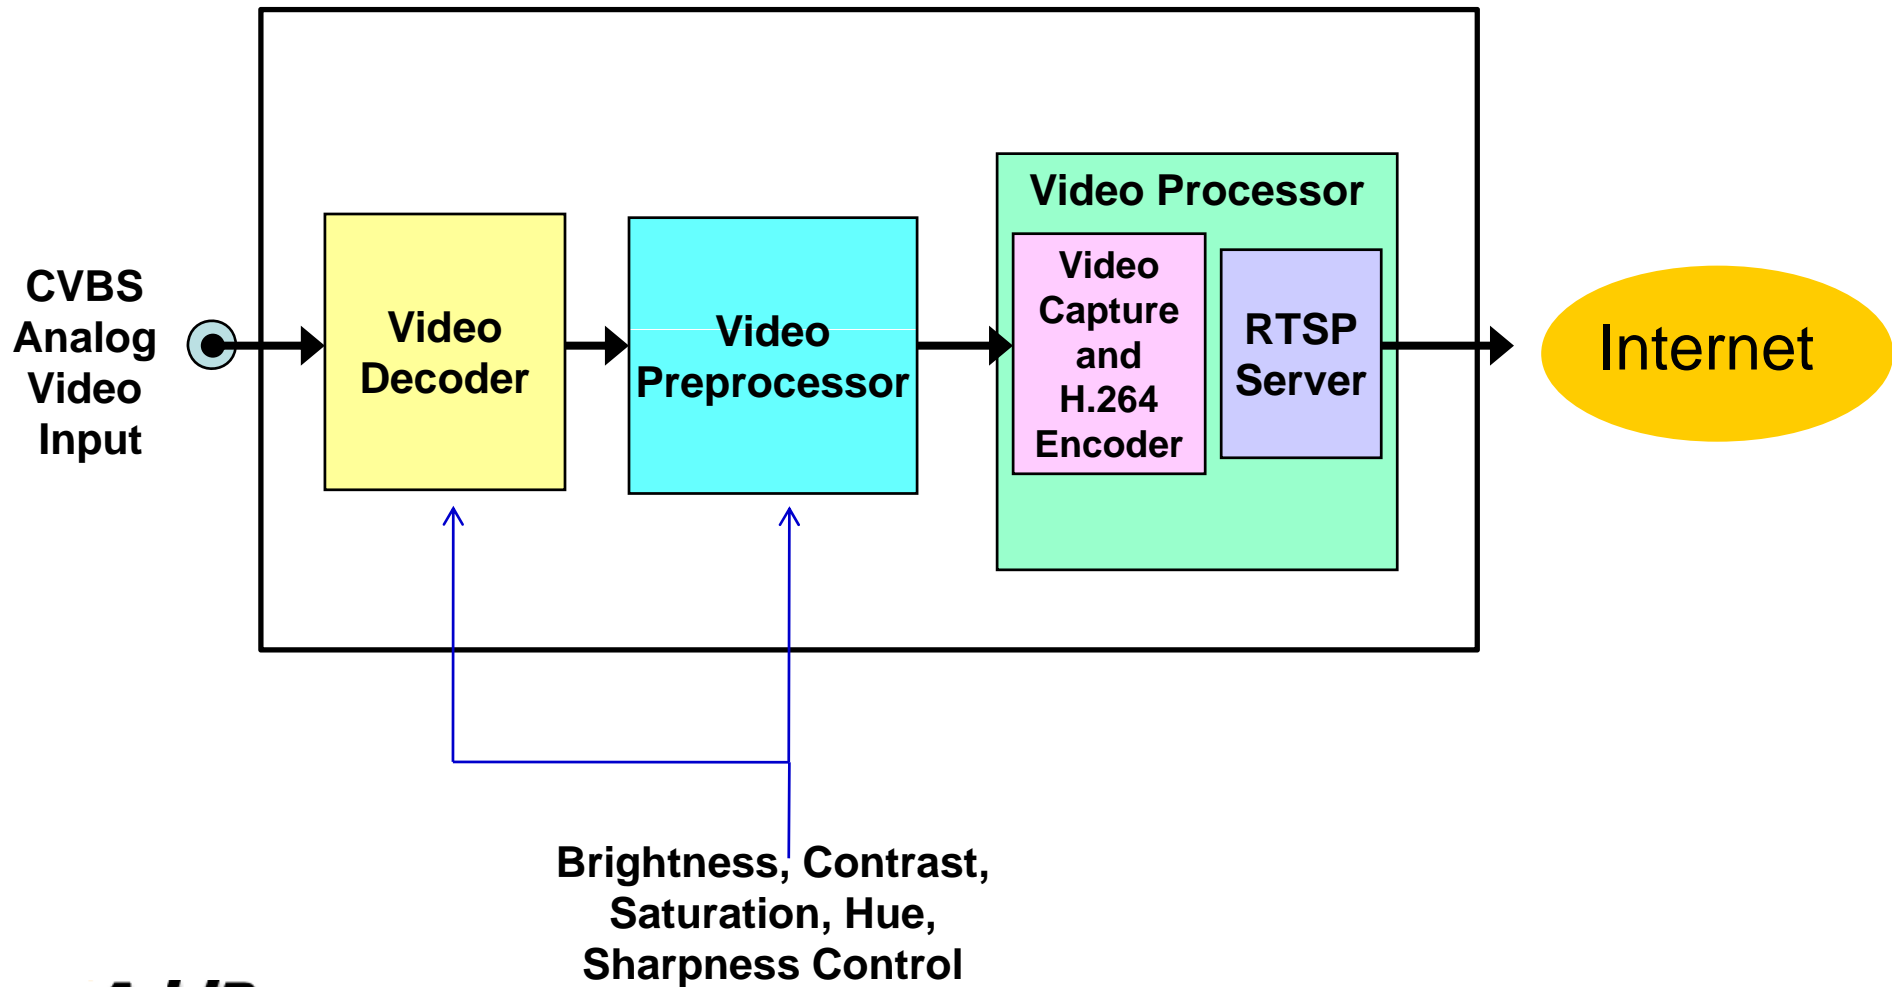 CVBS
Analog
Video
Input
Video
Decoder
Video
Preprocessor
Video Processor
Video
Capture
and
H.264
Encoder
RTSP
Server
Internet
Brightness, Contrast,
Saturation, Hue,
Sharpness Control